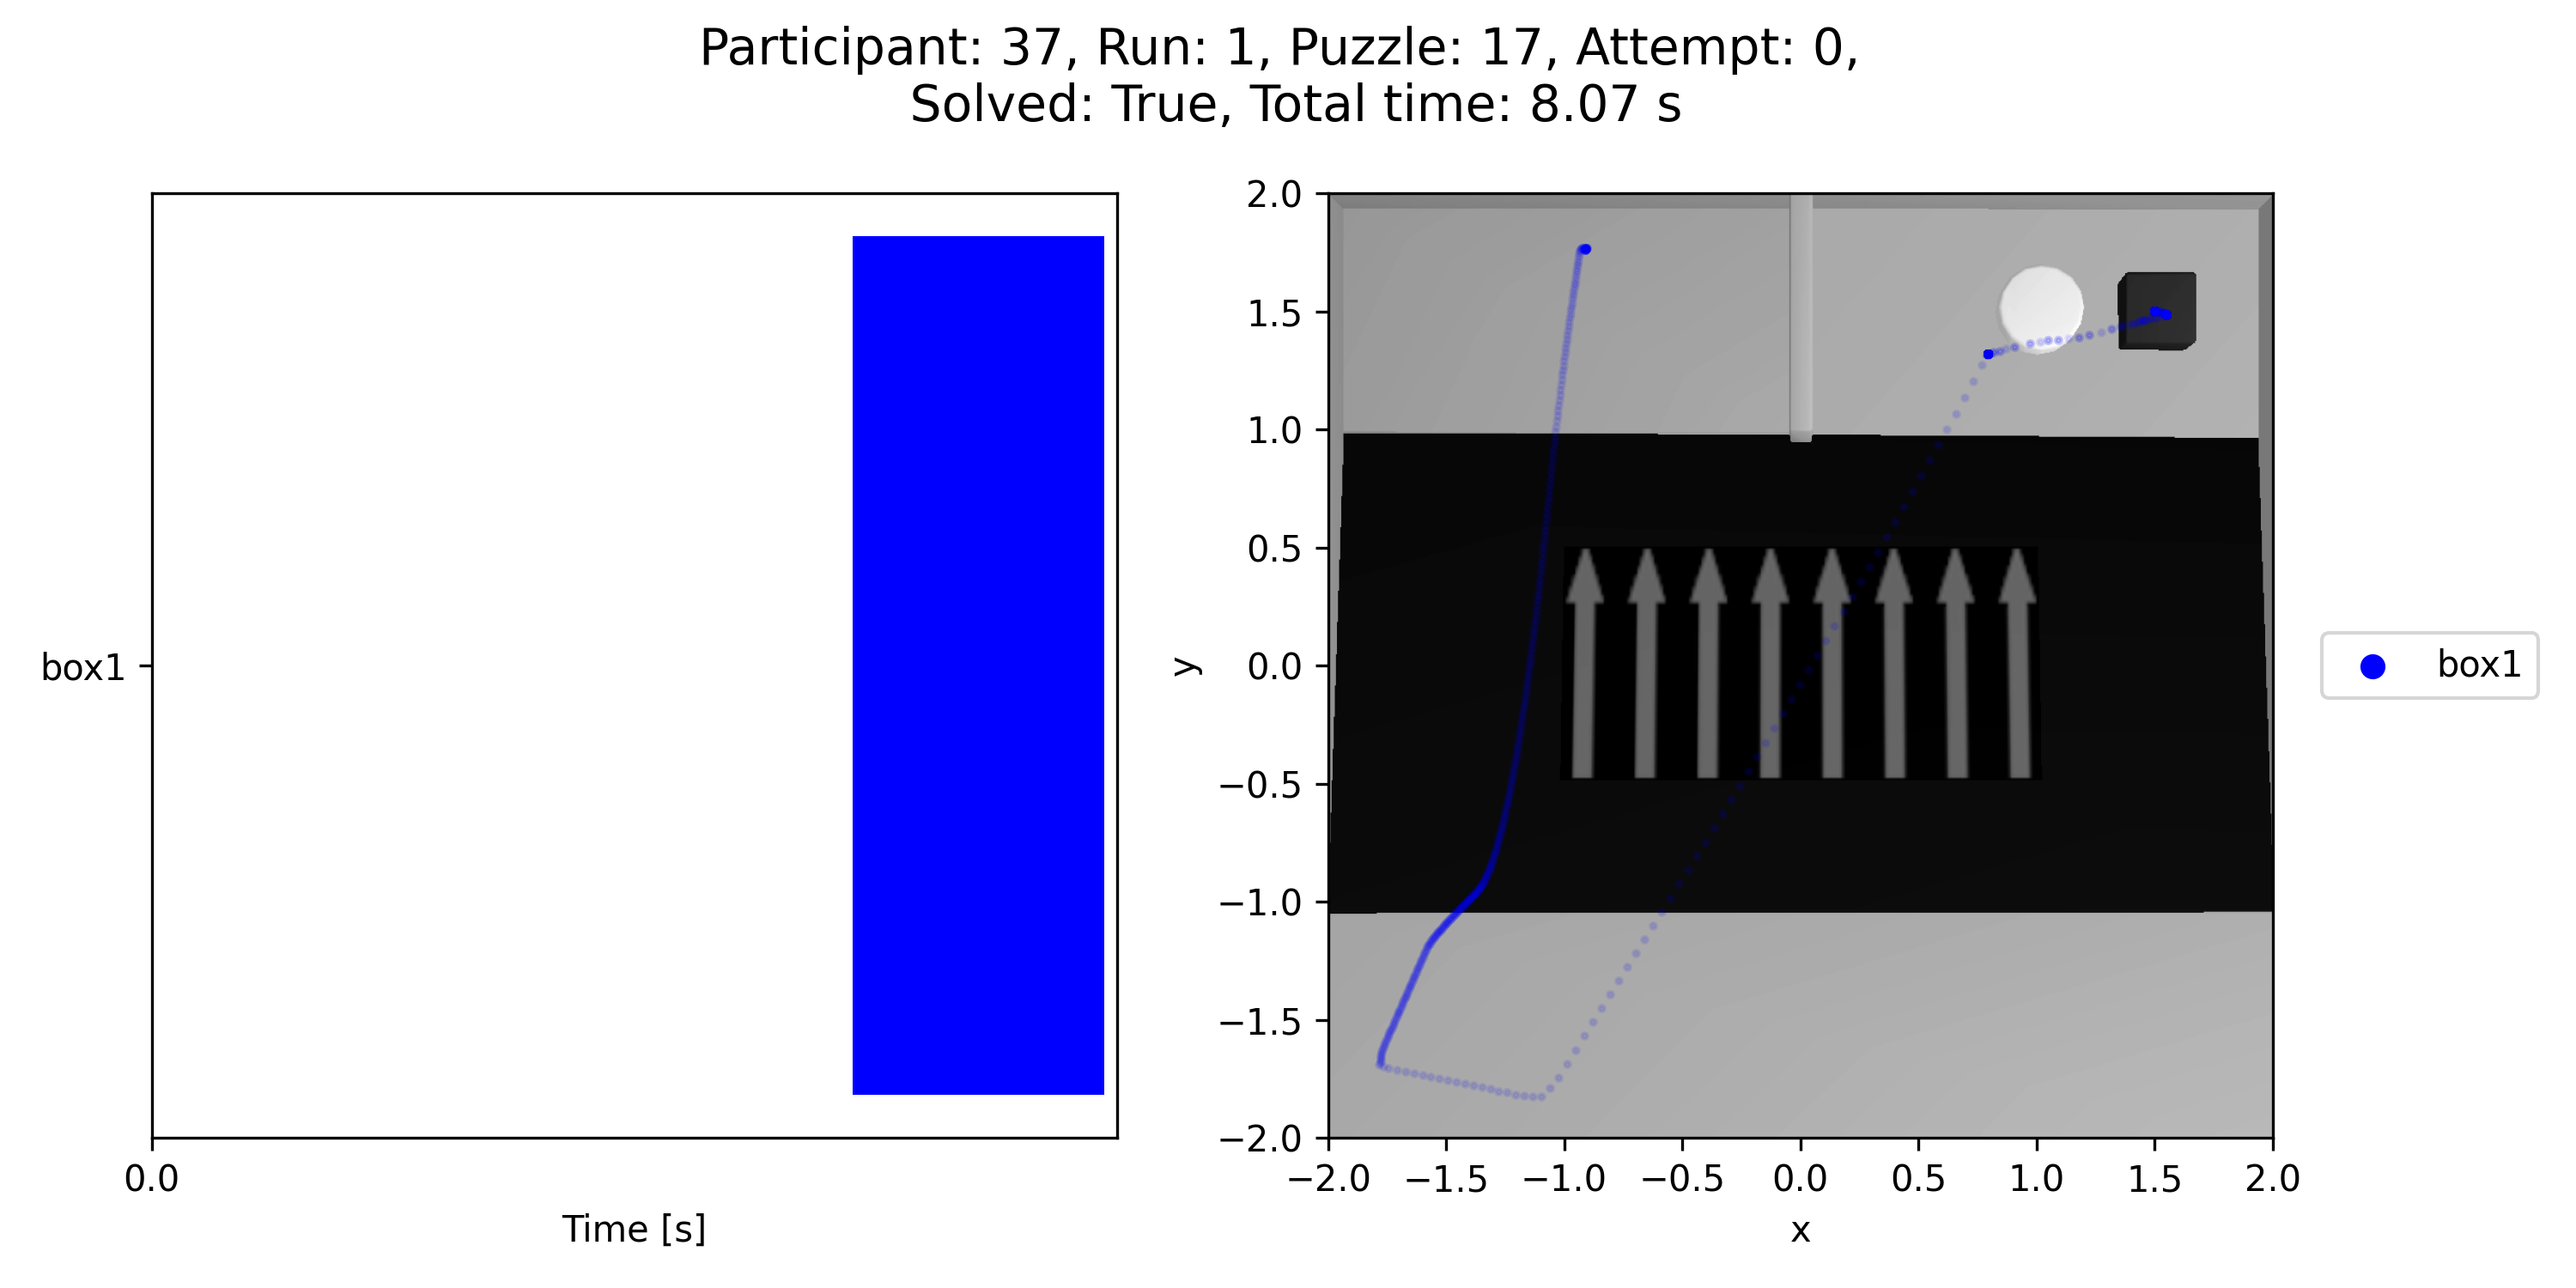 Participant: 37, Run: 1, Puzzle: 17, Attempt: 0,
Solved: True, Total time: 8.07 s
box1
0.0
Time [s]
2.0
1.5
1.0
0.5
0.0
−0.5
−1.0
−1.5
−2.0
y
−2.0 −1.5 −1.0 −0.5 0.0 0.5 1.0 1.5 2.0
x
box1